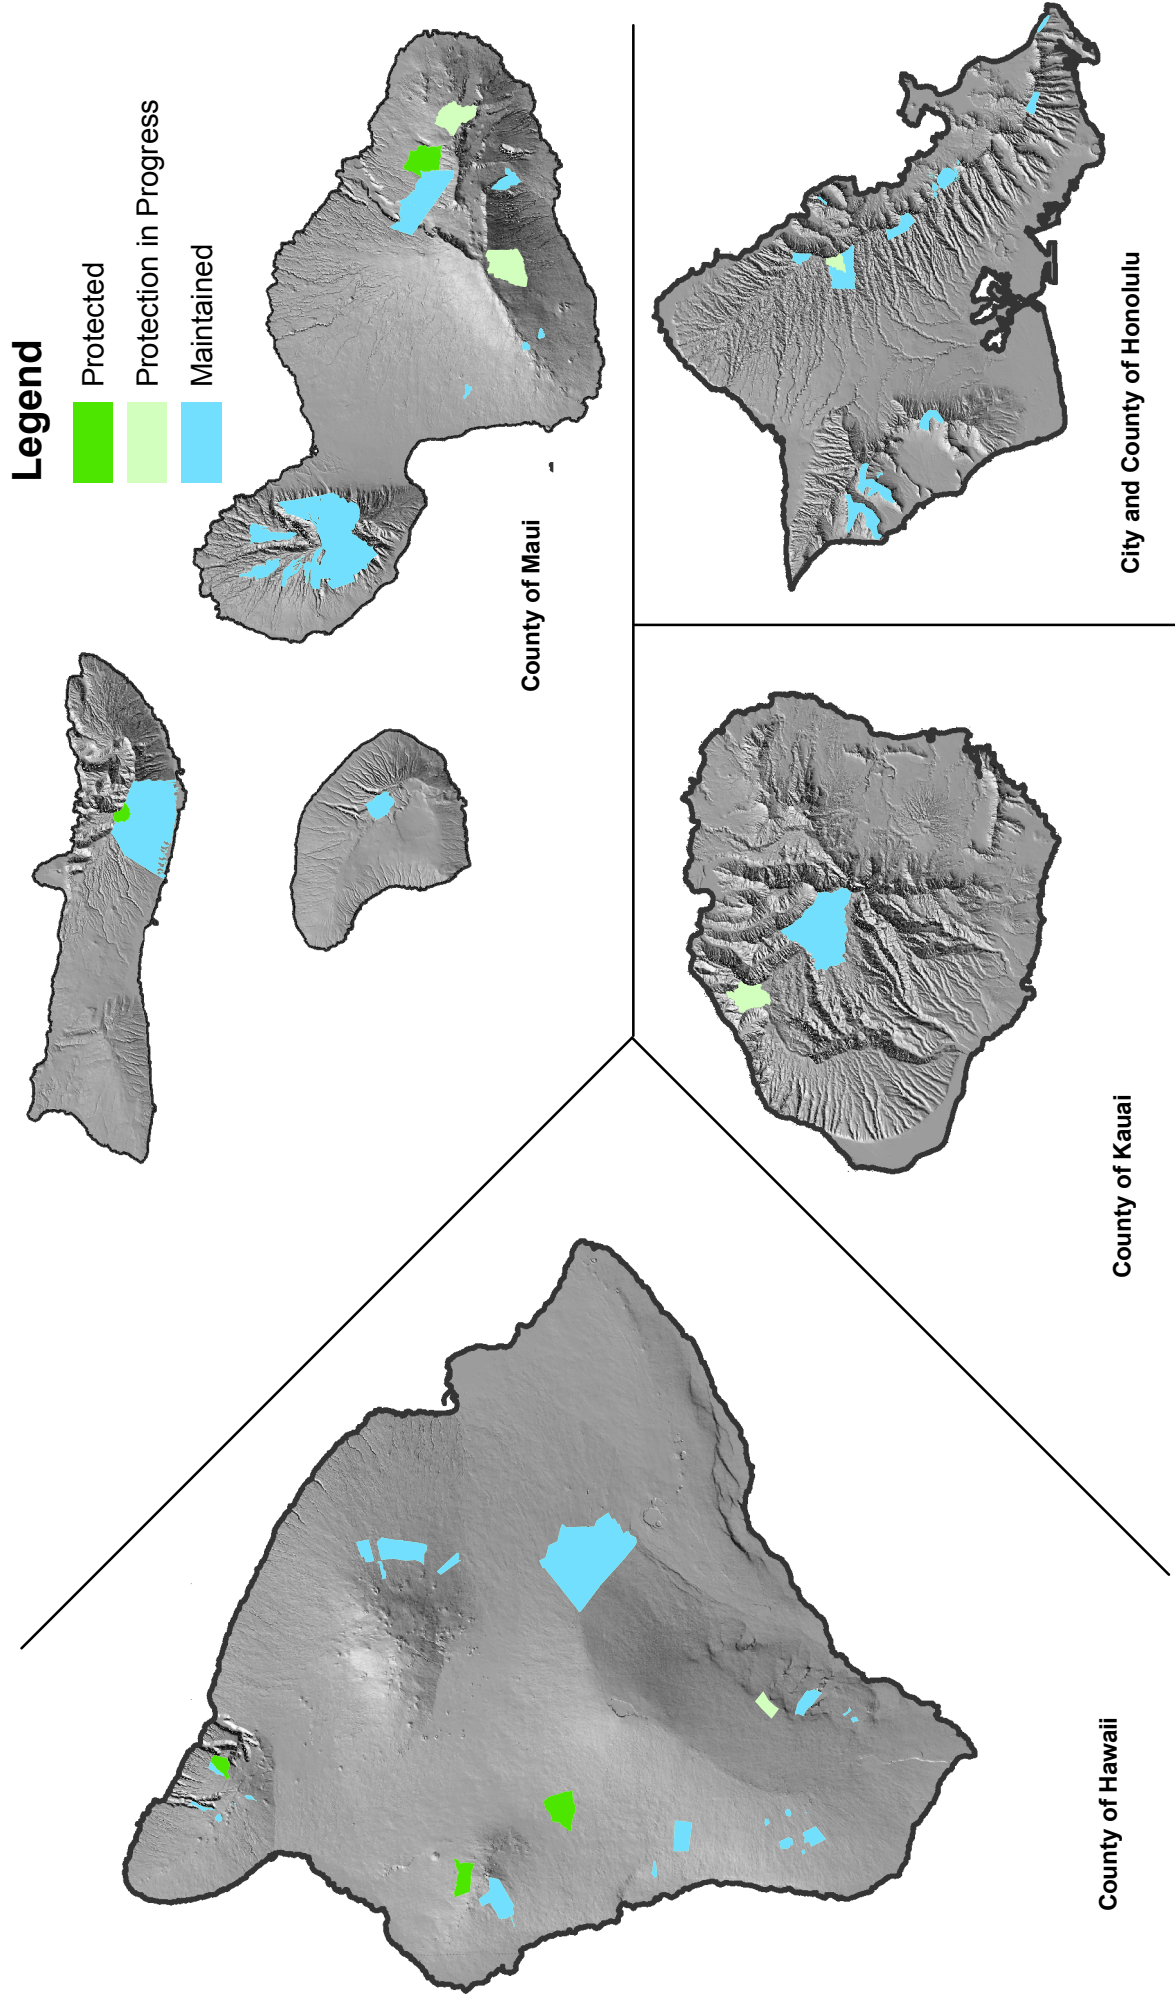 Legend
Protected
Protection in Progress
Maintained
County of Maui
City and County of Honolulu
County of Kauai
County of Hawaii